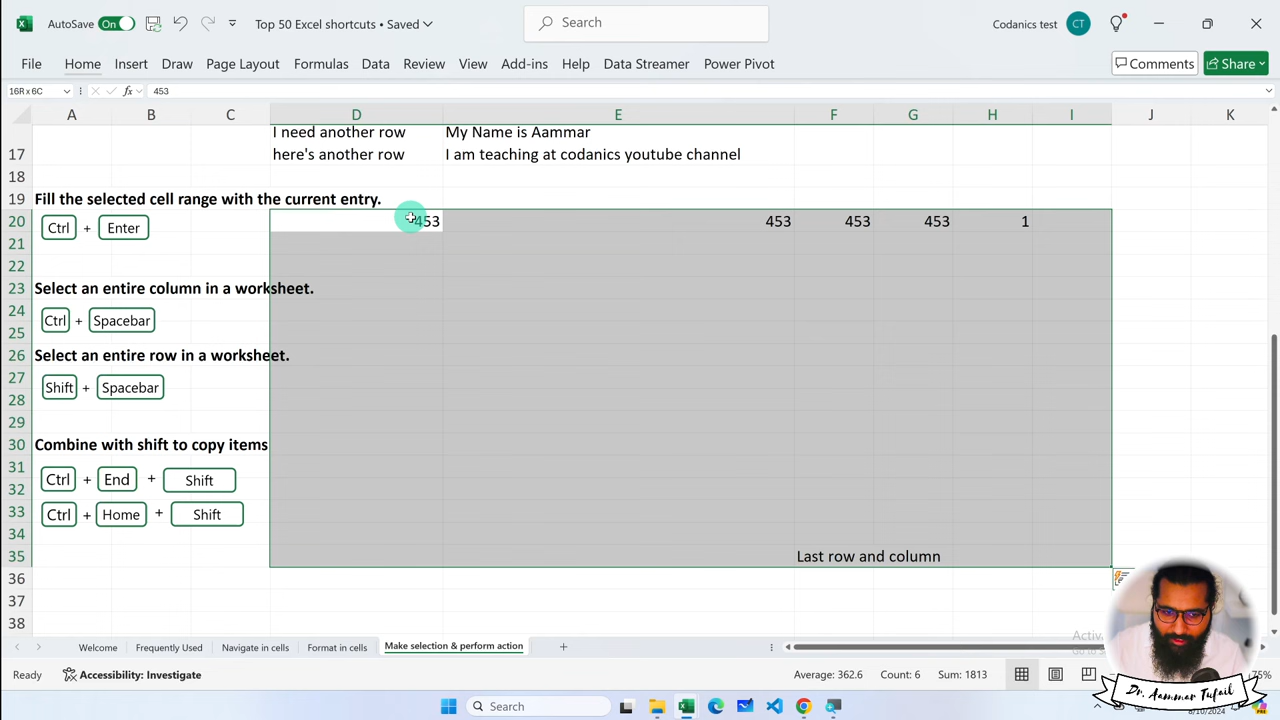 AutoSave On Top 50 Excel shortcuts • Saved Search Codanics test CT
File Home Insert Draw Page Layout Formulas Data Review View Add-ins Help Data Streamer Power Pivot Comments Share
16R x 6C fx 453
A B C D E F G H I J K
I need another row My Name is Aammar
17 here's another row I am teaching at codanics youtube channel
18
19 Fill the selected cell range with the current entry.
20 Ctrl + Enter 453 453 453 453 1
21
22
23 Select an entire column in a worksheet.
24 Ctrl + Spacebar
25
26 Select an entire row in a worksheet.
27 Shift + Spacebar
28
29
30 Combine with shift to copy items
31 Ctrl + End + Shift
32
33 Ctrl + Home + Shift
34
35 Last row and column
36
37
38
Activ
Welcome Frequently Used Navigate in cells Format in cells Make selection & perform action
Ready Accessibility: Investigate Average: 362.6 Count: 6 Sum: 1813 75%
Dr. Aammar Tufail
Search 8/10/2024